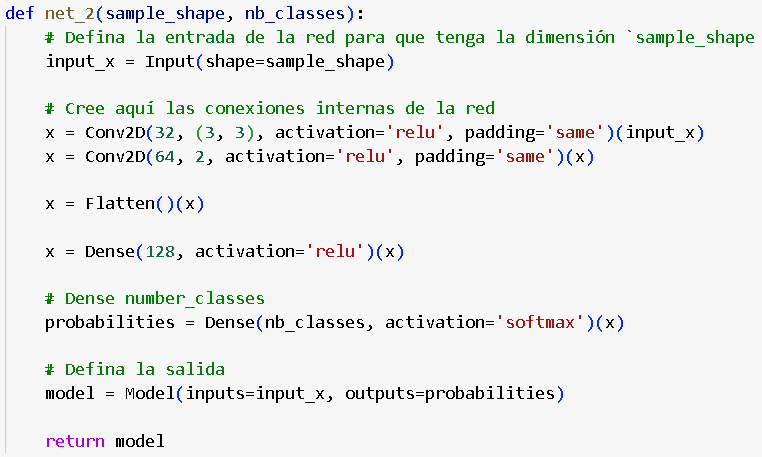 def net_2(sample_shape, nb_classes):
# Defina la entrada de la red para que tenga la dimensión `sample_shape
input_x = Input(shape=sample_shape)
# Cree aquí las conexiones internas de la red
x = Conv2D(32, (3, 3), activation='relu', padding='same')(input_x)
x = Conv2D(64, 2, activation='relu', padding='same')(x)
x = Flatten()(x)
x = Dense(128, activation='relu')(x)
# Dense number_classes
probabilities = Dense(nb_classes, activation='softmax')(x)
# Defina la salida
model = Model(inputs=input_x, outputs=probabilities)
return model